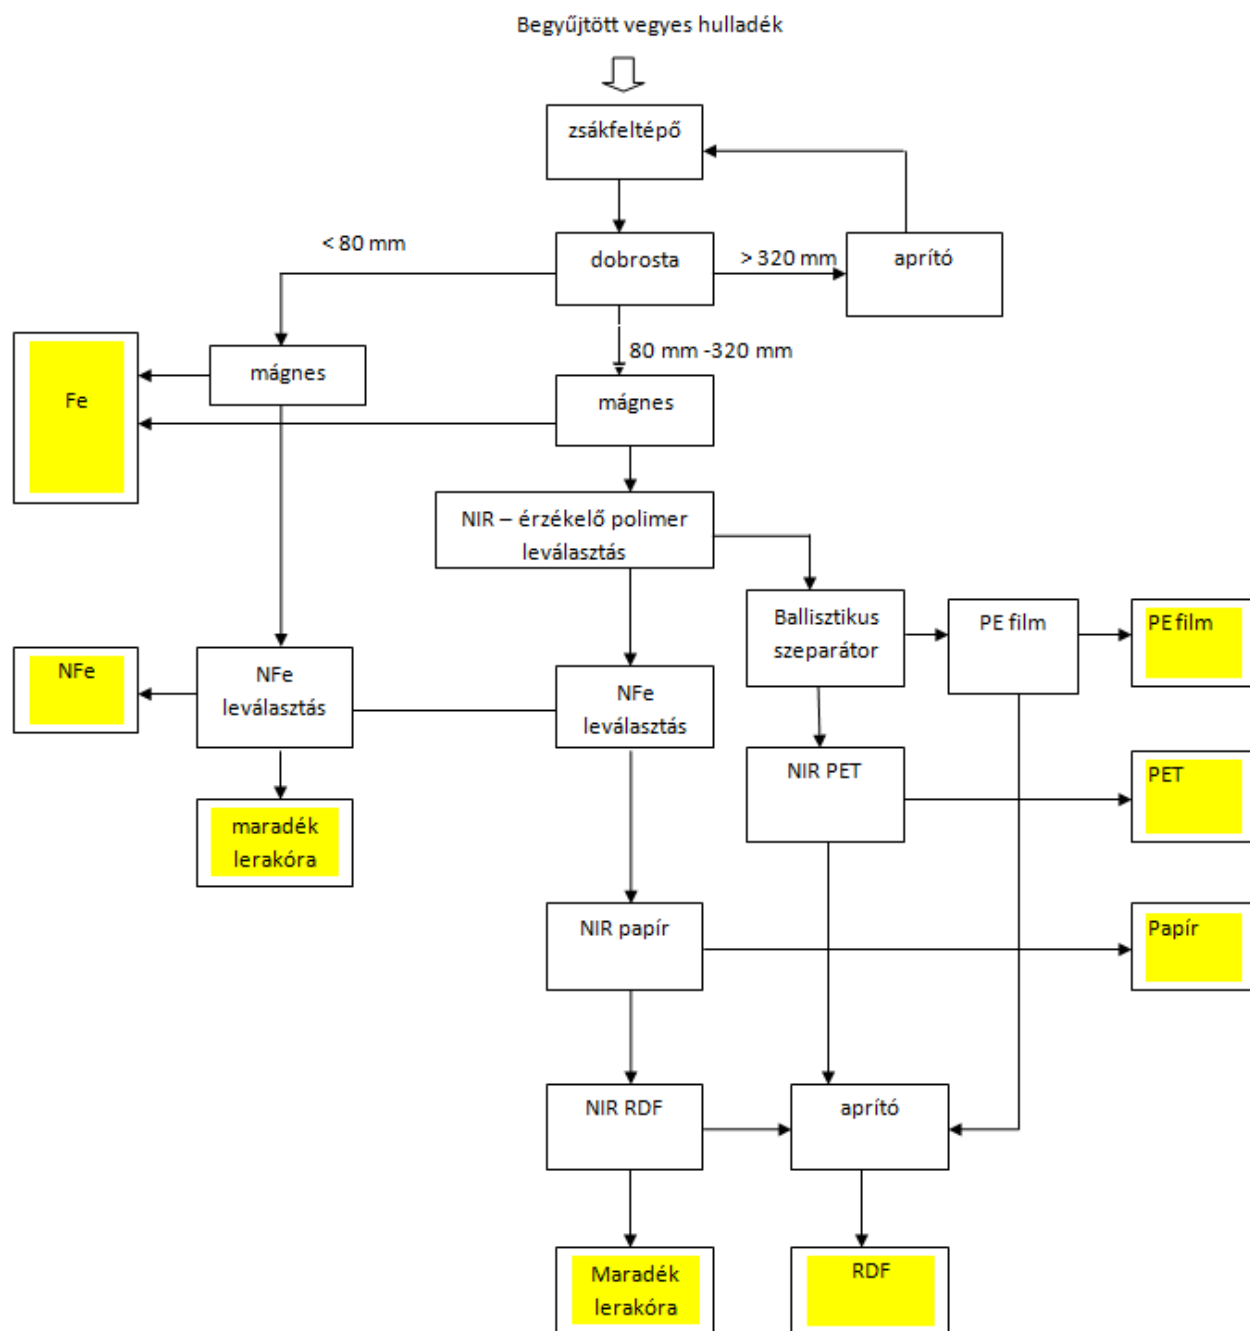 Begyűjtött vegyes hulladék
zsákfeltépő
< 80 mm
dobrosta
> 320 mm
aprító
80 mm -320 mm
mágnes
mágnes
Fe
NIR – érzékelő polimer
leválasztás
Ballisztikus
szeparátor
PE film
PE film
NFe
NFe
leválasztás
NFe
leválasztás
NIR PET
PET
maradék
lerakóra
NIR papír
Papír
NIR RDF
aprító
Maradék
lerakóra
RDF